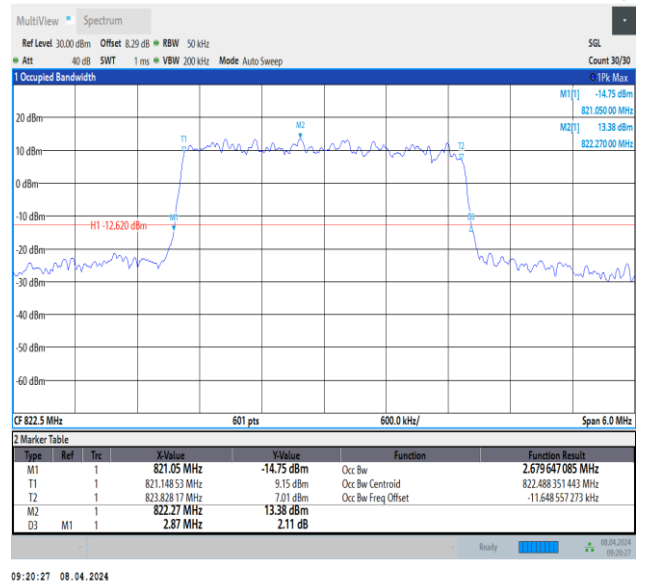 MultiView Spectrum
Ref Level 30.00 dBm Offset 8.29 dB RBW 50 kHz SGL
Att 40 dB SWT 1 ms VBW 200 kHz Mode Auto Sweep Count 30/30
1 Occupied Bandwidth 1Pk Max
M1[1] -14.75 dBm
821.050 00 MHz
20 dBm
M2[1] 13.38 dBm
822.270 00 MHz
T1
M2
T2
10 dBm
0 dBm
-10 dBm
M1
D3
H1 -12.620 dBm
-20 dBm
-30 dBm
-40 dBm
-50 dBm
-60 dBm
CF 822.5 MHz 601 pts 600.0 kHz/ Span 6.0 MHz
2 Marker Table
Type Ref Trc X-Value Y-Value Function Function Result
M1 1 821.05 MHz -14.75 dBm Occ Bw 2.679 647 085 MHz
T1 1 821.148 53 MHz 9.15 dBm Occ Bw Centroid 822.488 351 443 MHz
T2 1 823.828 17 MHz 7.01 dBm Occ Bw Freq Offset -11.648 557 273 kHz
M2 1 822.27 MHz 13.38 dBm
D3 M1 1 2.87 MHz 2.11 dB
Ready 08.04.2024
09:20:27
09:20:27 08.04.2024